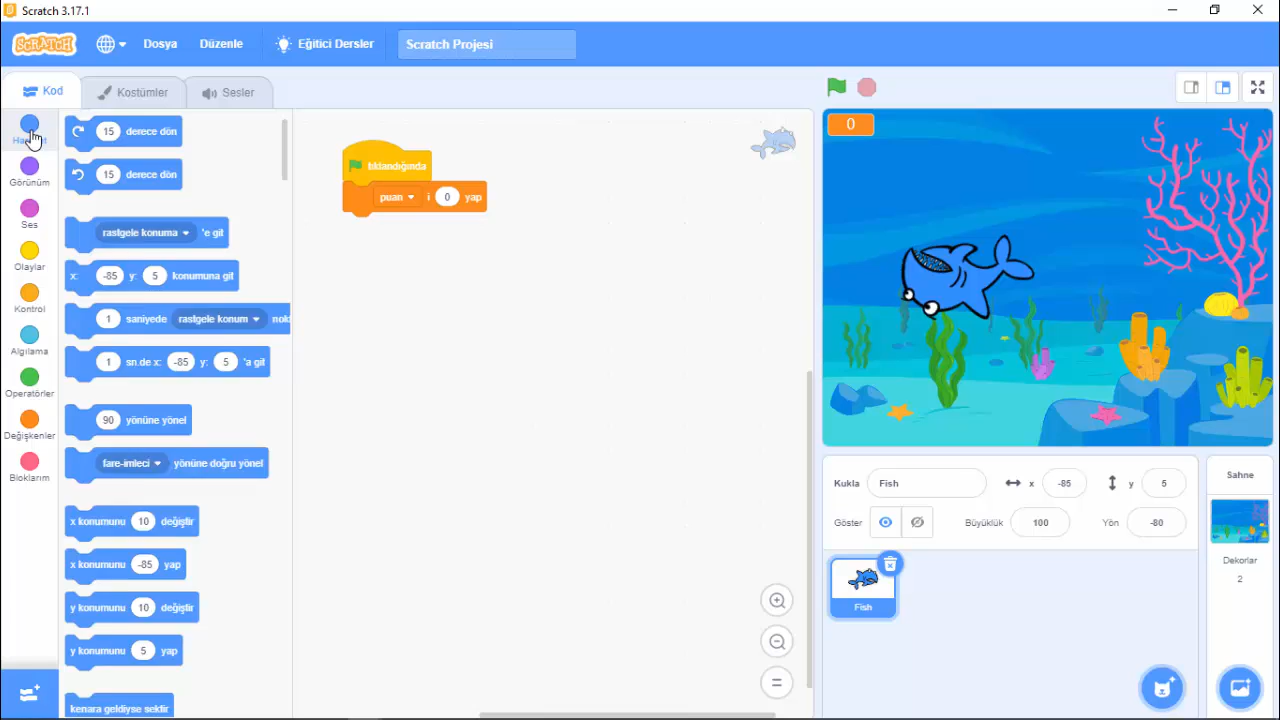 Scratch 3.17.1
SCRATCH
Dosya
Düzenle
Eğitici Dersler
Scratch Projesi
Kod
Kostümler
Sesler
Görünüm
Ses
Olaylar
Kontrol
Algılama
Operatörler
Değişkenler
Bloklarım
15 derece dön
15 derece dön
rastgele konuma 'e git
x: -85 y: 5 konumuna git
1 saniyede rastgele konum
1 sn.de x: -85 y: 5 'a git
90 yönüne yönel
fare-imleci yönüne doğru yönel
x konumunu 10 değiştir
x konumunu -85 yap
y konumunu 10 değiştir
y konumunu 5 yap
kenara geldiyse sektir
tıklandığında
puan i 0 yap
0
Kukla Fish x -85 y 5
Göster Büyüklük 100 Yön -80
Fish
Sahne
Dekorlar
2